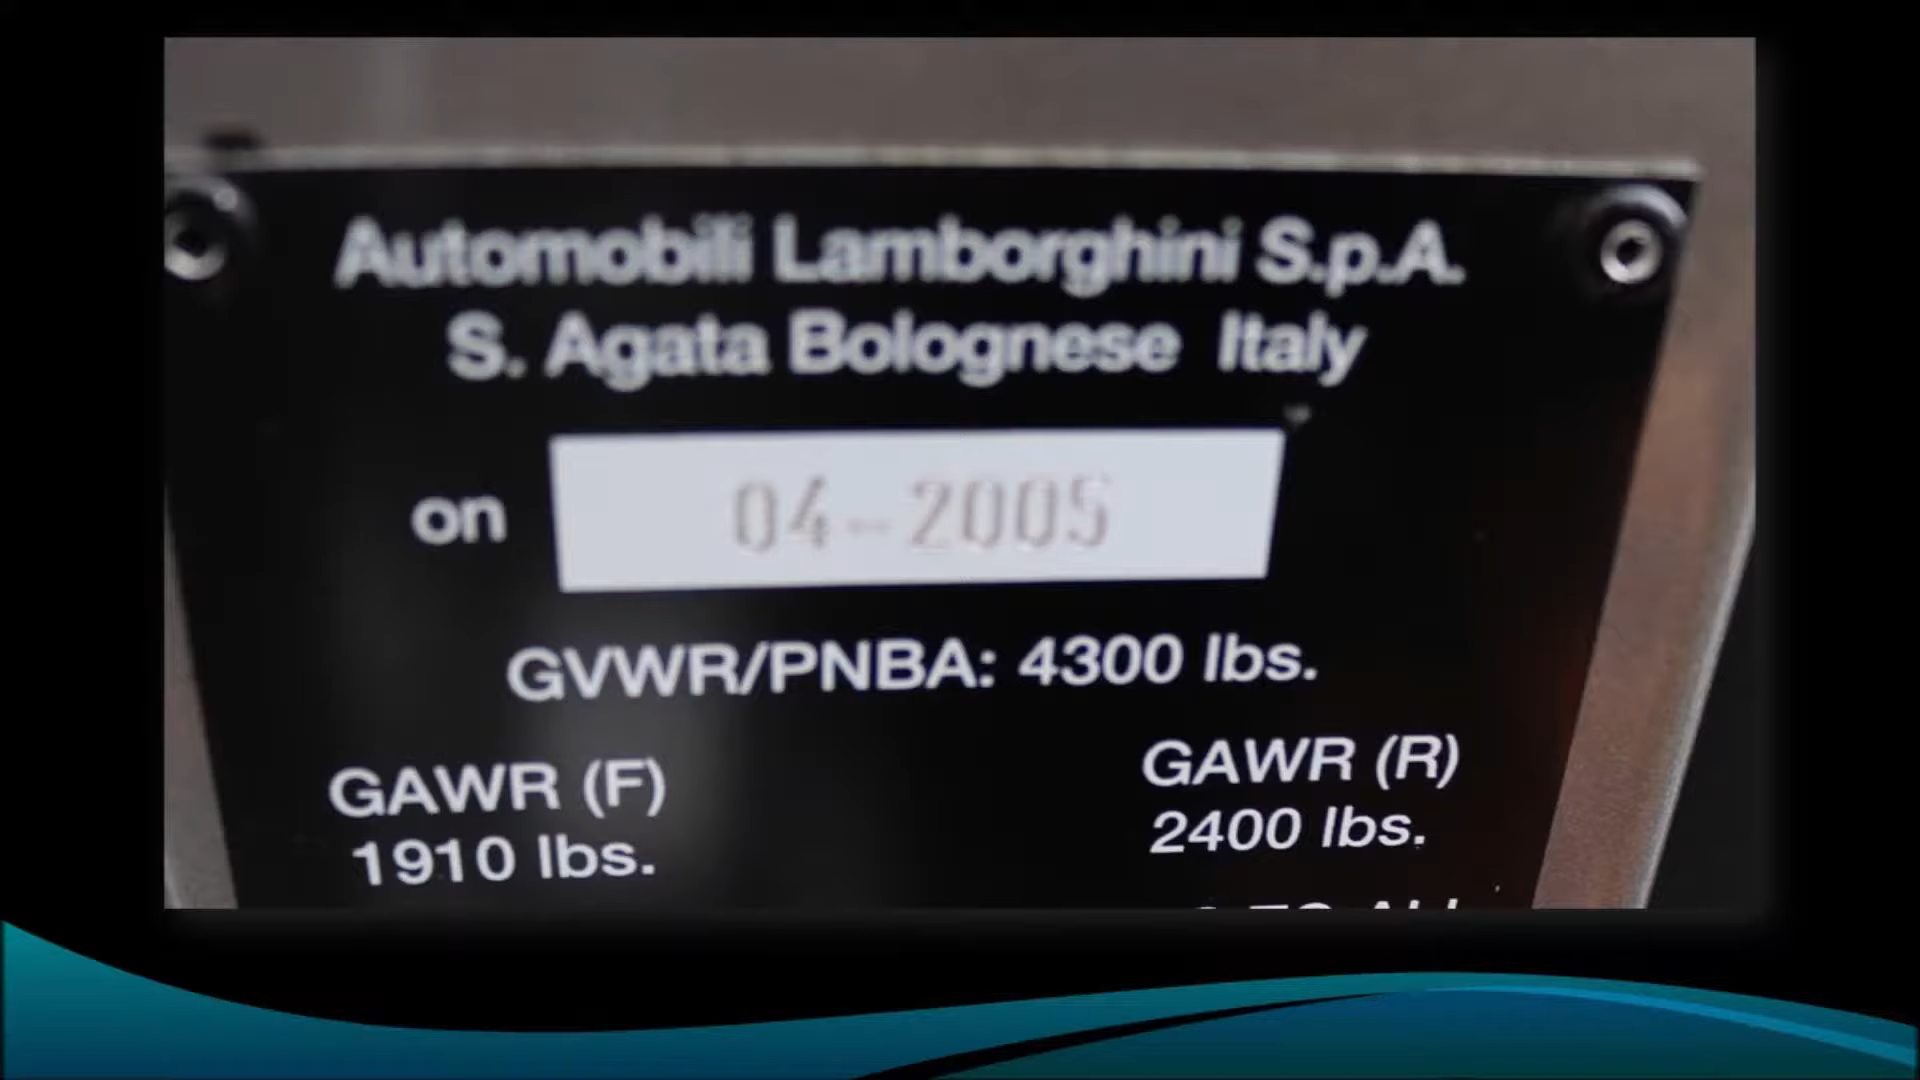 Automobili Lamborghini S.p.A.
S. Agata Bolognese Italy
on 04-2005
GVWR/PNBA: 4300 lbs.
GAWR (F)
1910 lbs.
GAWR (R)
2400 lbs.